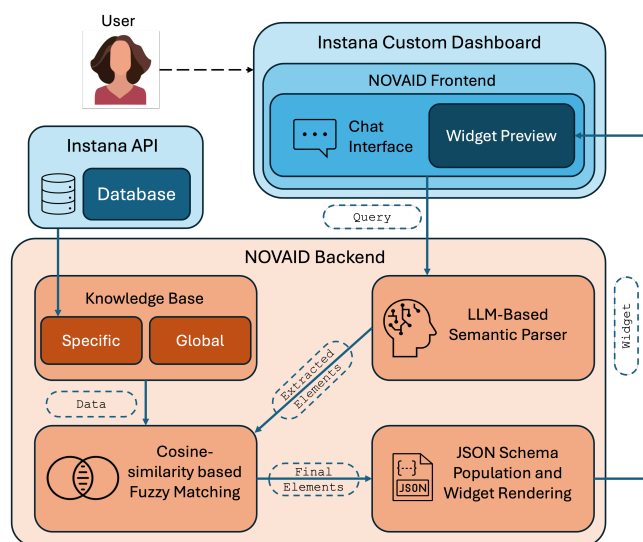 User
Instana Custom Dashboard
NOVAID Frontend
Chat
Interface
Widget Preview
Instana API
Database
Query
NOVAID Backend
Knowledge Base
Specific
Global
LLM-Based
Semantic Parser
Widget
Extracted
Elements
Data
Cosine-
similarity based
Fuzzy Matching
Final
Elements
{...}
JSON
JSON Schema
Population and
Widget Rendering